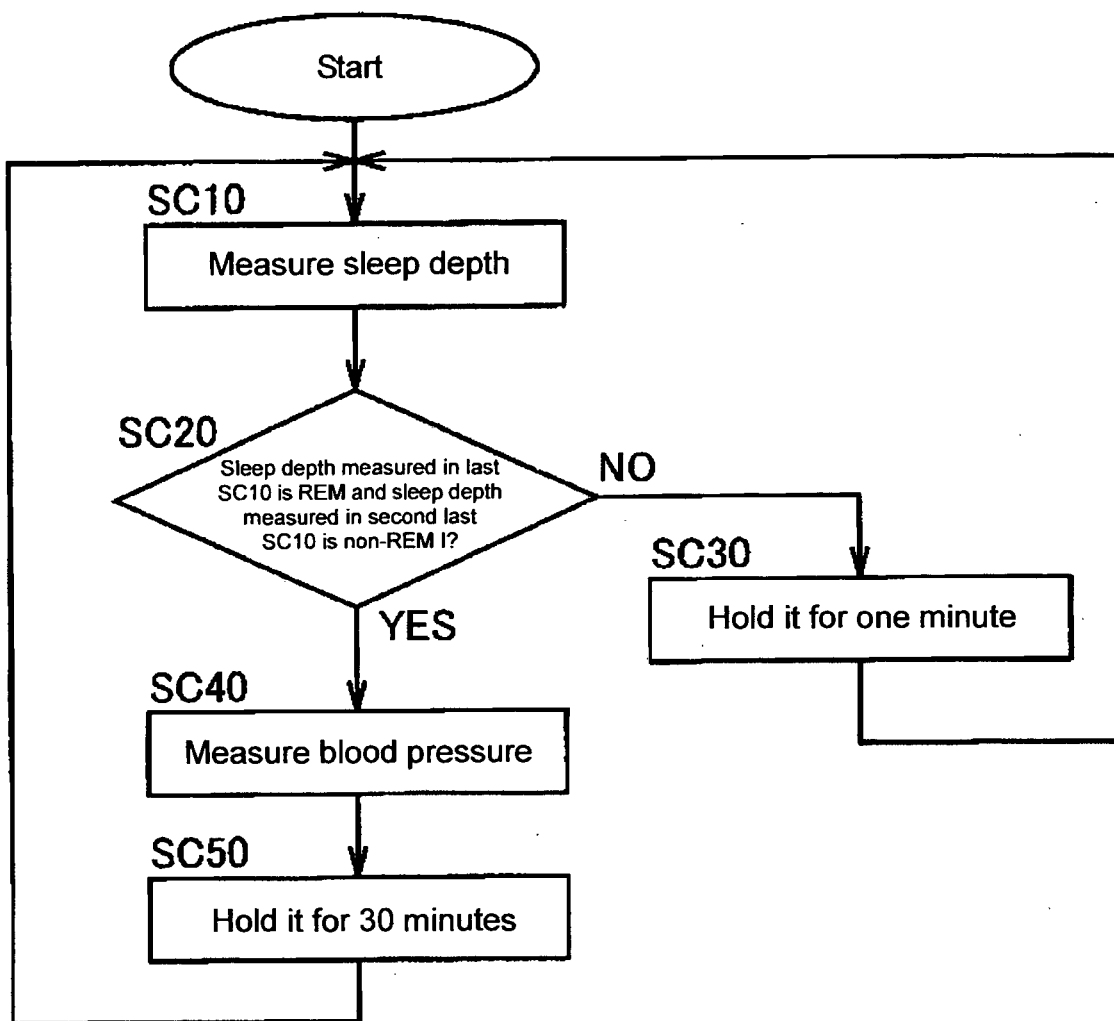 Start
SC10
Measure sleep depth
SC20
Sleep depth measured in last
SC10 is REM and sleep depth
measured in second last
SC10 is non-REM I?
NO
SC30
Hold it for one minute
YES
SC40
Measure blood pressure
SC50
Hold it for 30 minutes